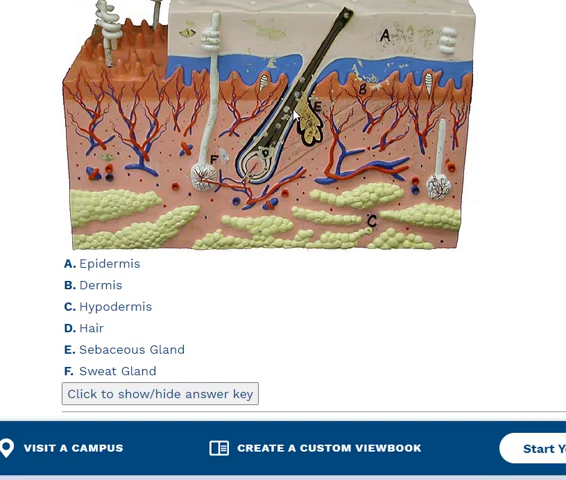 A
B
E
F
D
C
A. Epidermis
B. Dermis
C. Hypodermis
D. Hair
E. Sebaceous Gland
F. Sweat Gland
Click to show/hide answer key
VISIT A CAMPUS CREATE A CUSTOM VIEWBOOK Start Y